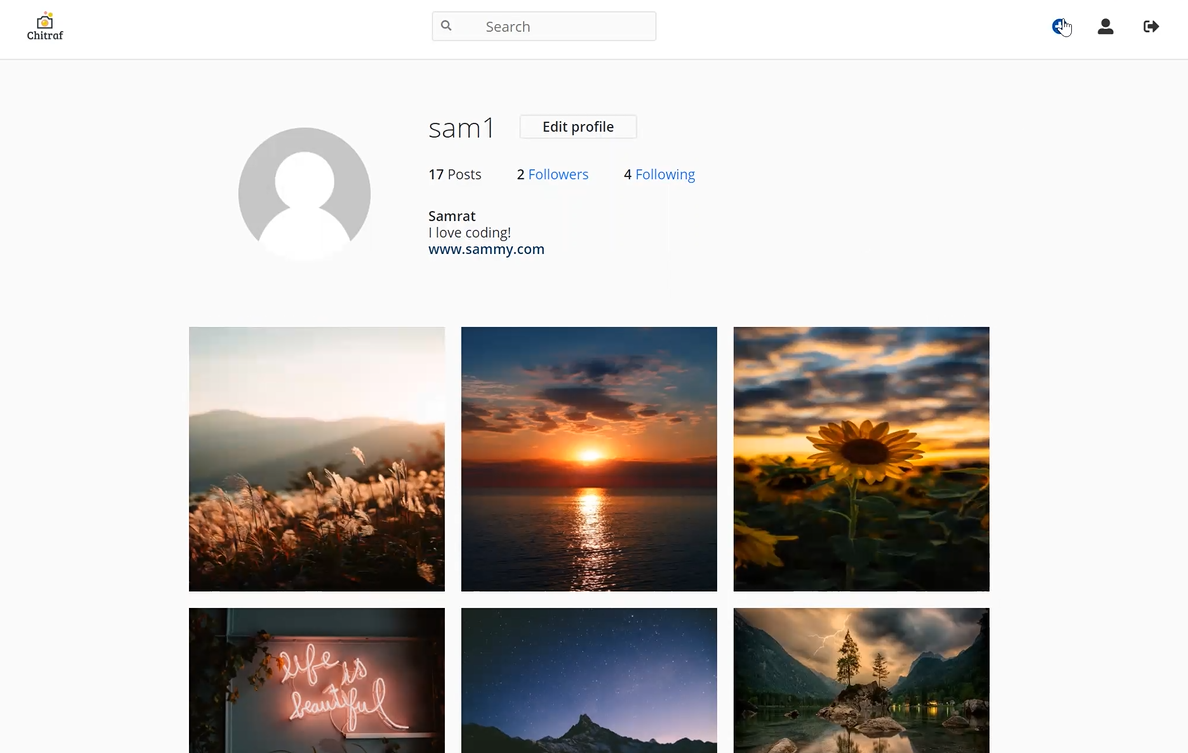 Chitraf
Search
sam1
Edit profile
17 Posts
2 Followers
4 Following
Samrat
I love coding!
www.sammy.com
life is
beautiful